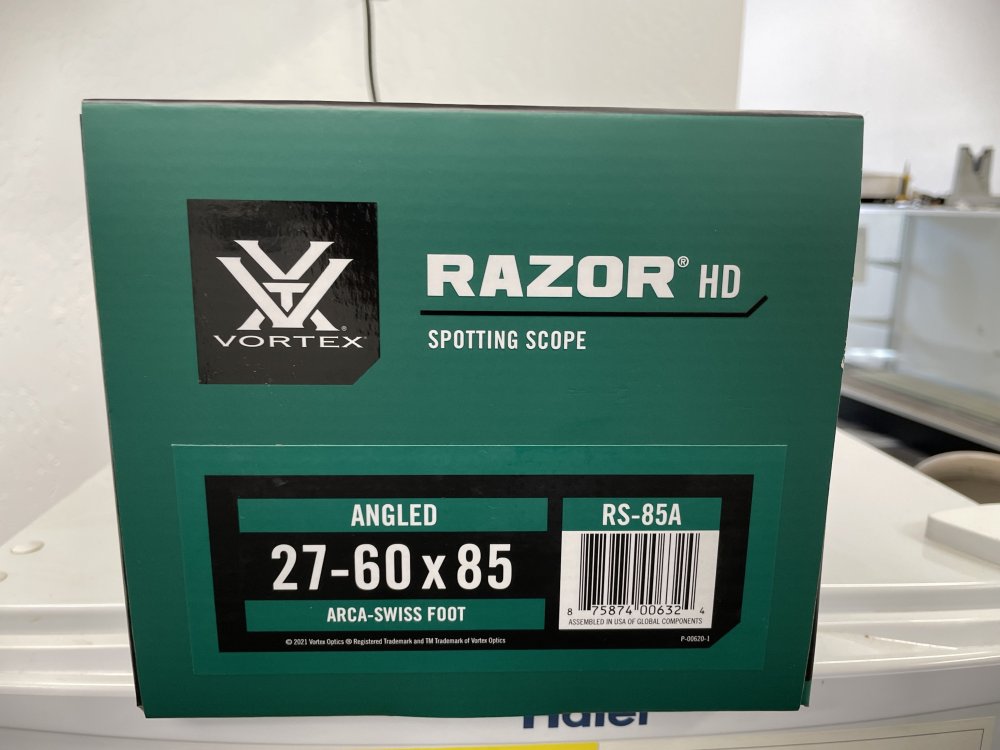 VORTEX®
RAZOR® HD
SPOTTING SCOPE
ANGLED
27-60 x 85
ARCA-SWISS FOOT
RS-85A
8 75874 00632 4
ASSEMBLED IN USA OF GLOBAL COMPONENTS
© 2021 Vortex Optics ® Registered Trademark and TM Trademark of Vortex Optics
P-00620-1
Haier